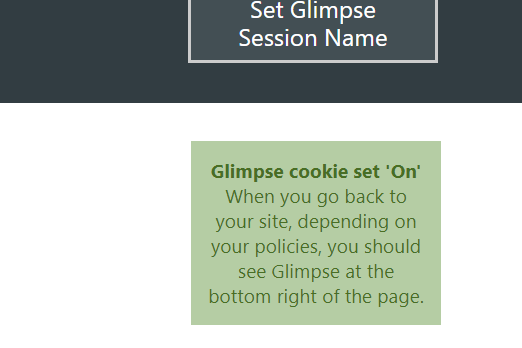 Set Glimpse
Session Name
Glimpse cookie set 'On'
When you go back to
your site, depending on
your policies, you should
see Glimpse at the
bottom right of the page.